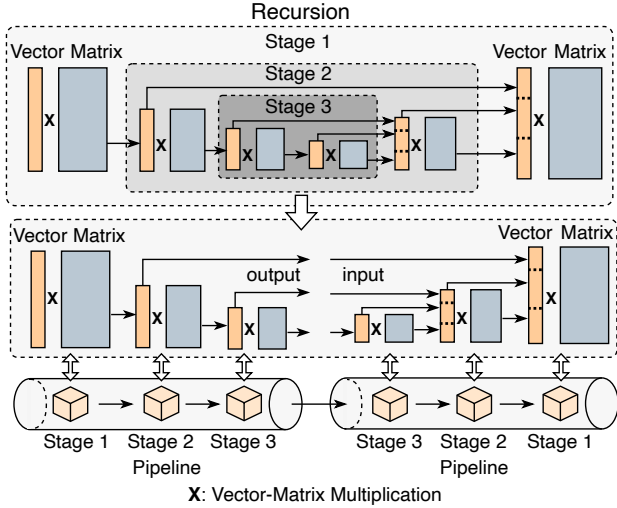 Recursion
Stage 1
Vector Matrix
Vector Matrix
Stage 2
Stage 3
X
X
X
X
X
X
Vector Matrix
Vector Matrix
output
input
X
X
X
X
X
X
Stage 1 Stage 2 Stage 3
Stage 3 Stage 2 Stage 1
Pipeline
Pipeline
X: Vector-Matrix Multiplication